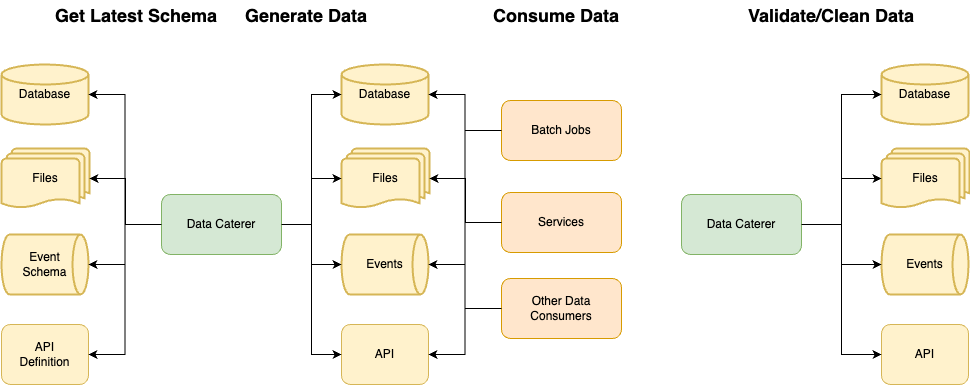 Get Latest Schema
Generate Data
Consume Data
Validate/Clean Data
Database
Files
Event
Schema
API
Definition
Data Caterer
Database
Files
Events
API
Batch Jobs
Services
Other Data
Consumers
Data Caterer
Database
Files
Events
API